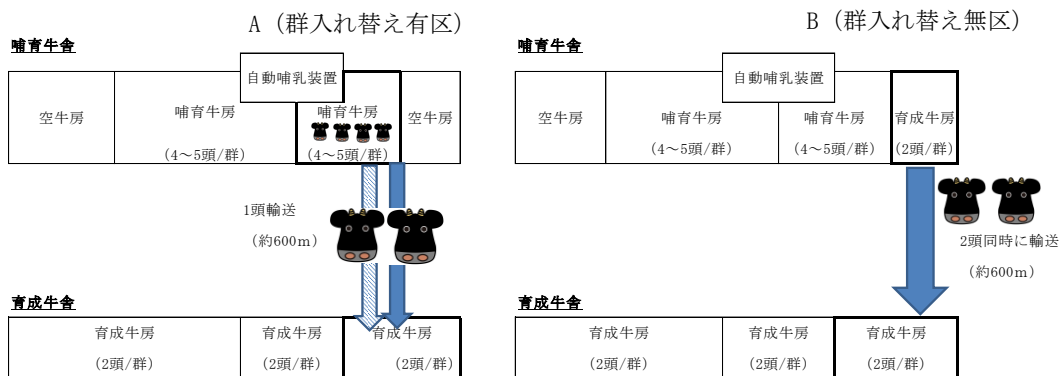 A（群入れ替え有区）
哺育牛舎
自動哺乳装置
空牛房
哺育牛房
（4～5頭/群）
哺育牛房
（4～5頭/群）
空牛房
1頭輸送
（約600m）
育成牛舎
育成牛房
（2頭/群）
育成牛房
（2頭/群）
育成牛房
（2頭/群）
B（群入れ替え無区）
哺育牛舎
自動哺乳装置
空牛房
哺育牛房
（4～5頭/群）
哺育牛房
（4～5頭/群）
育成牛房
（2頭/群）
2頭同時に輸送
（約600m）
育成牛舎
育成牛房
（2頭/群）
育成牛房
（2頭/群）
育成牛房
（2頭/群）